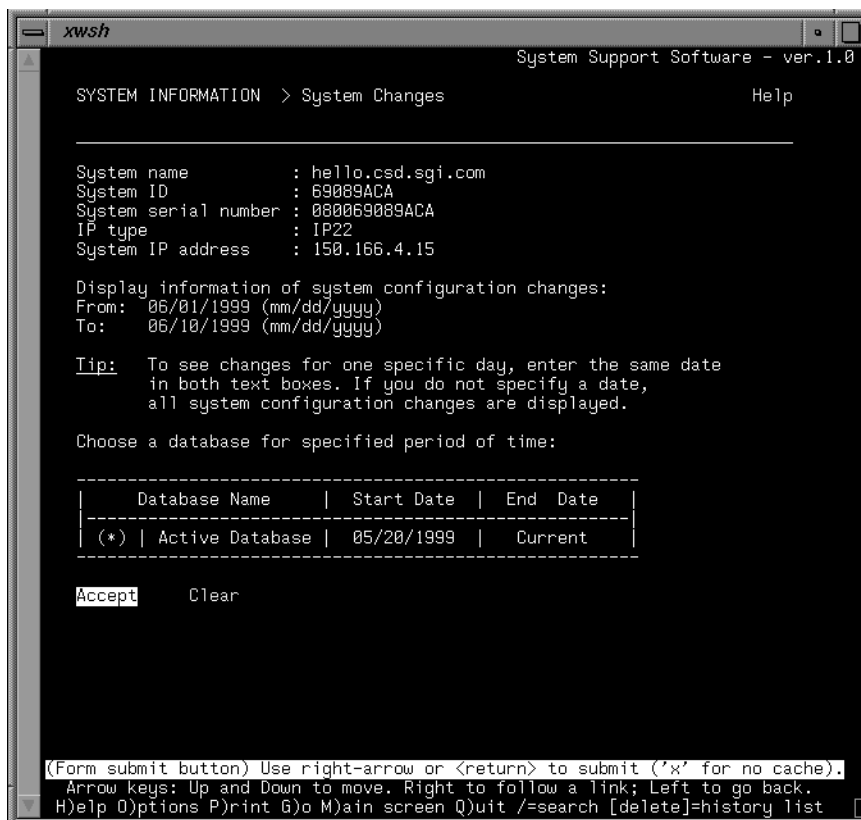 xwsh
System Support Software - ver.1.0
SYSTEM INFORMATION > System Changes Help
System name : hello.csd.sgi.com
System ID : 69089ACA
System serial number : 080069089ACA
IP type : IP22
System IP address : 150.166.4.15
Display information of system configuration changes:
From: 06/01/1999 (mm/dd/yyyy)
To: 06/10/1999 (mm/dd/yyyy)
Tip: To see changes for one specific day, enter the same date
in both text boxes. If you do not specify a date,
all system configuration changes are displayed.
Choose a database for specified period of time:
| Database Name | Start Date | End Date |
| (*) | Active Database | 05/20/1999 | Current |
Accept Clear
(Form submit button) Use right-arrow or <return> to submit ('x' for no cache).
Arrow keys: Up and Down to move. Right to follow a link; Left to go back.
H)elp O)ptions P)rint G)o M)ain screen Q)uit /=search [delete]=history list